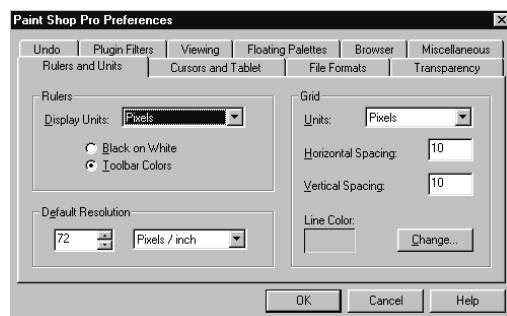 Paint Shop Pro Preferences
Undo
Plugin Filters
Viewing
Floating Palettes
Browser
Miscellaneous
Rulers and Units
Cursors and Tablet
File Formats
Transparency
Rulers
Display Units:
Pixels
Black on White
Toolbar Colors
Default Resolution
72
Pixels / inch
Grid
Units:
Pixels
Horizontal Spacing:
10
Vertical Spacing:
10
Line Color:
Change...
OK
Cancel
Help